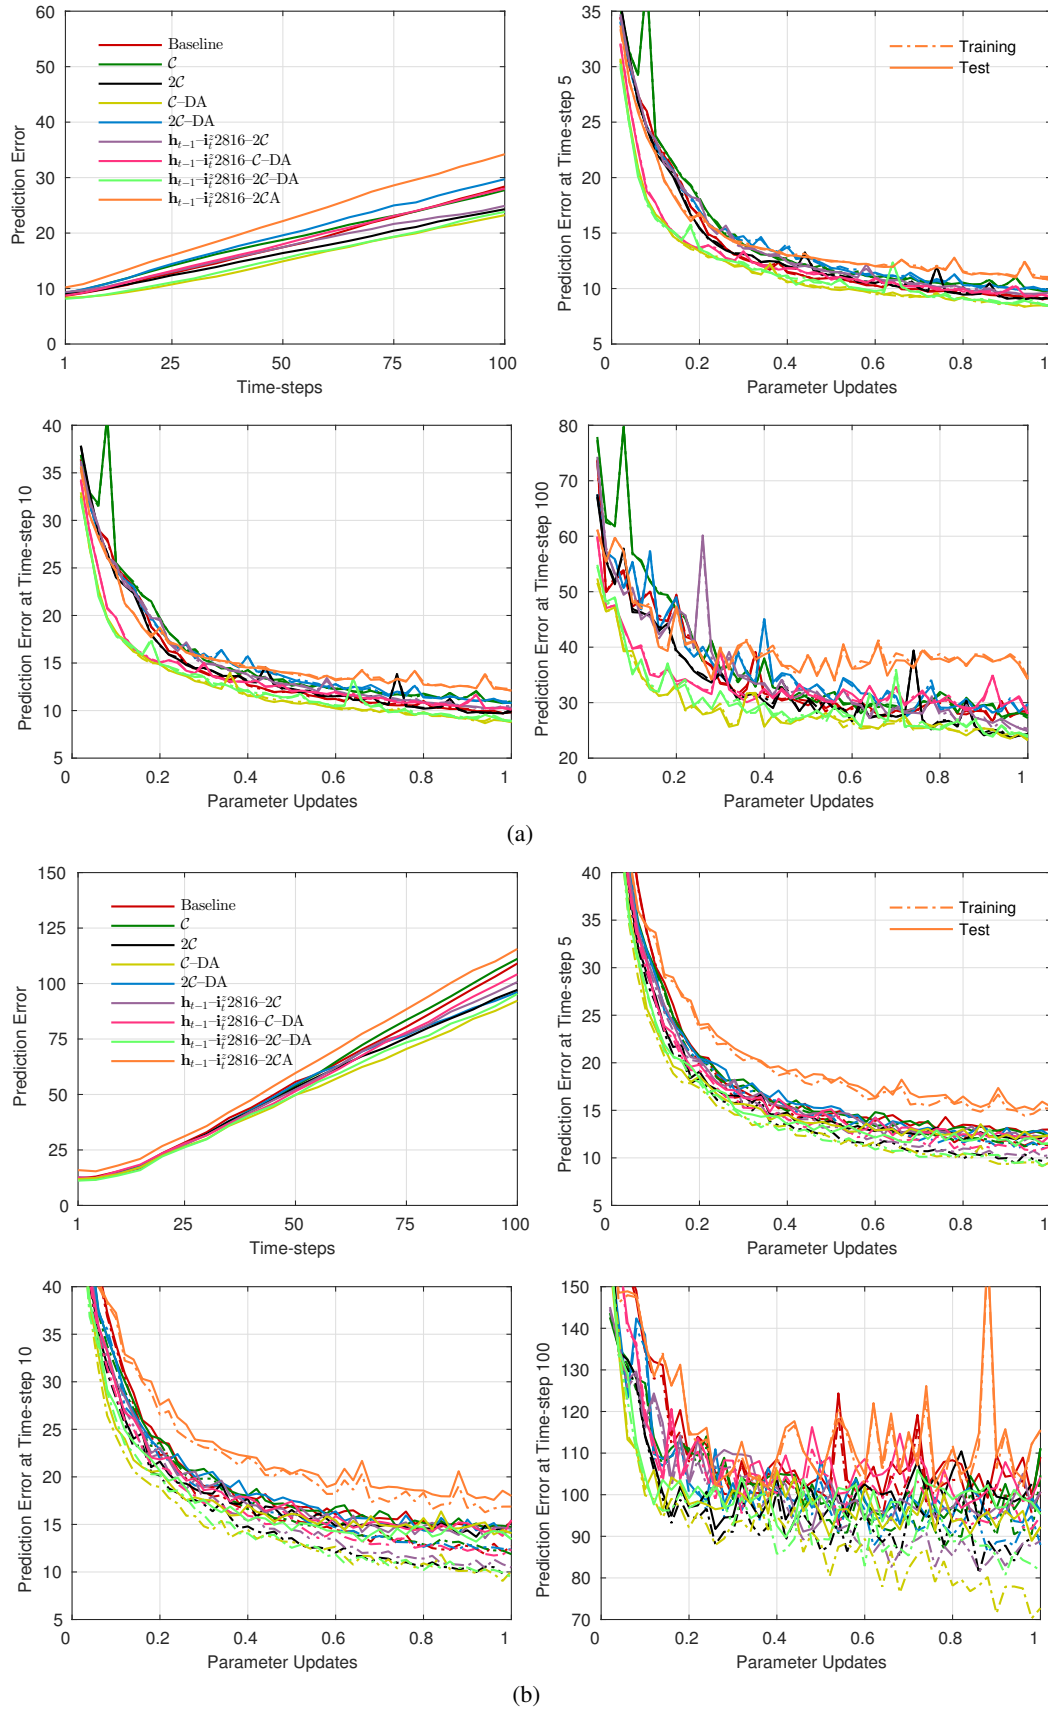 60
50
40
30
20
10
0
1
25
50
75
100
Time-steps
Prediction Error
Baseline
𝒞
2𝒞
𝒞–DA
2𝒞–DA
h_{t−1}–i_t^z2816–2𝒞
h_{t−1}–i_t^z2816–𝒞–DA
h_{t−1}–i_t^z2816–2𝒞–DA
h_{t−1}–i_t^z2816–2𝒞A
35
30
25
20
15
10
5
0
0.2
0.4
0.6
0.8
1
Parameter Updates
Prediction Error at Time-step 5
Training
Test
40
35
30
25
20
15
10
5
0
0.2
0.4
0.6
0.8
1
Parameter Updates
Prediction Error at Time-step 10
80
70
60
50
40
30
20
0
0.2
0.4
0.6
0.8
1
Parameter Updates
Prediction Error at Time-step 100
(a)
150
125
100
75
50
25
0
1
25
50
75
100
Time-steps
Prediction Error
Baseline
𝒞
2𝒞
𝒞–DA
2𝒞–DA
h_{t−1}–i_t^z2816–2𝒞
h_{t−1}–i_t^z2816–𝒞–DA
h_{t−1}–i_t^z2816–2𝒞–DA
h_{t−1}–i_t^z2816–2𝒞A
40
35
30
25
20
15
10
5
0
0.2
0.4
0.6
0.8
1
Parameter Updates
Prediction Error at Time-step 5
Training
Test
40
35
30
25
20
15
10
5
0
0.2
0.4
0.6
0.8
1
Parameter Updates
Prediction Error at Time-step 10
150
140
130
120
110
100
90
80
70
0
0.2
0.4
0.6
0.8
1
Parameter Updates
Prediction Error at Time-step 100
(b)